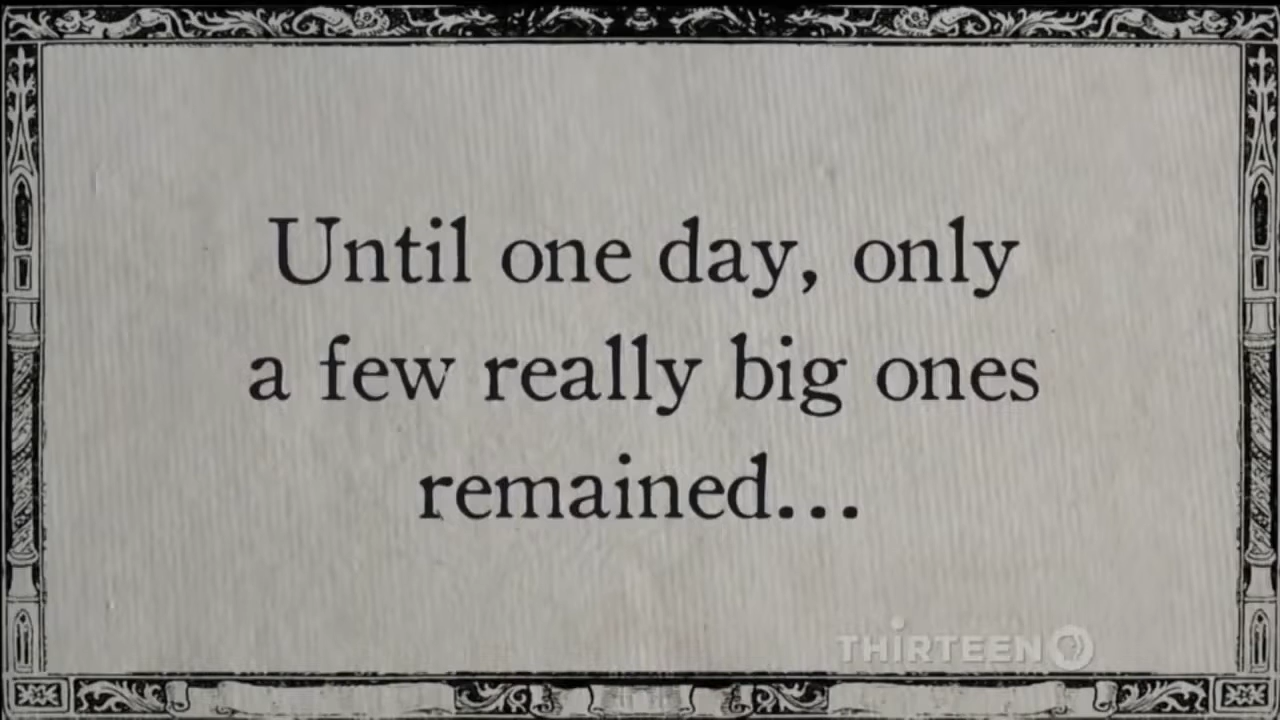 Until one day, only
a few really big ones
remained...
THIRTEEN